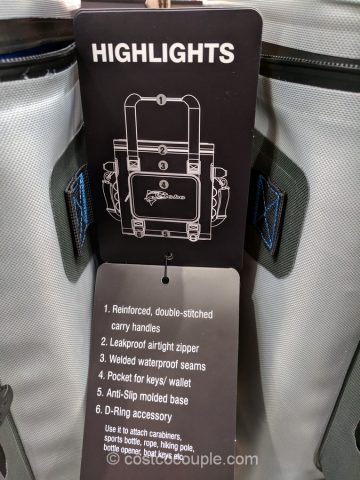 HIGHLIGHTS
1
2
3
4
5
1. Reinforced, double-stitched
carry handles
2. Leakproof airtight zipper
3. Welded waterproof seams
4. Pocket for keys/ wallet
5. Anti-Slip molded base
6. D-Ring accessory
Use it to attach carabiners,
sports bottle, rope, hiking pole,
bottle opener, boat keys etc.
© costcocouple.com